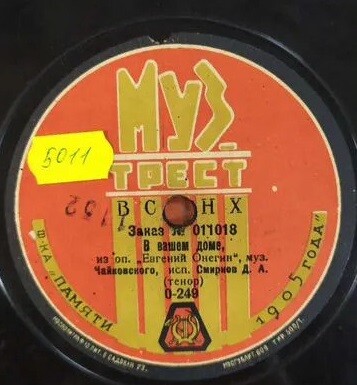 МУЗ
ТРЕСТ
5011
ВСНХ
Заказ № 011018
В вашем доме,
из оп. „Евгений Онегин", муз.
Чайковского, исп. Смирнов Д. А.
(тенор)
0-249
Ф-КА „ПАМЯТИ
1905 ГОДА"